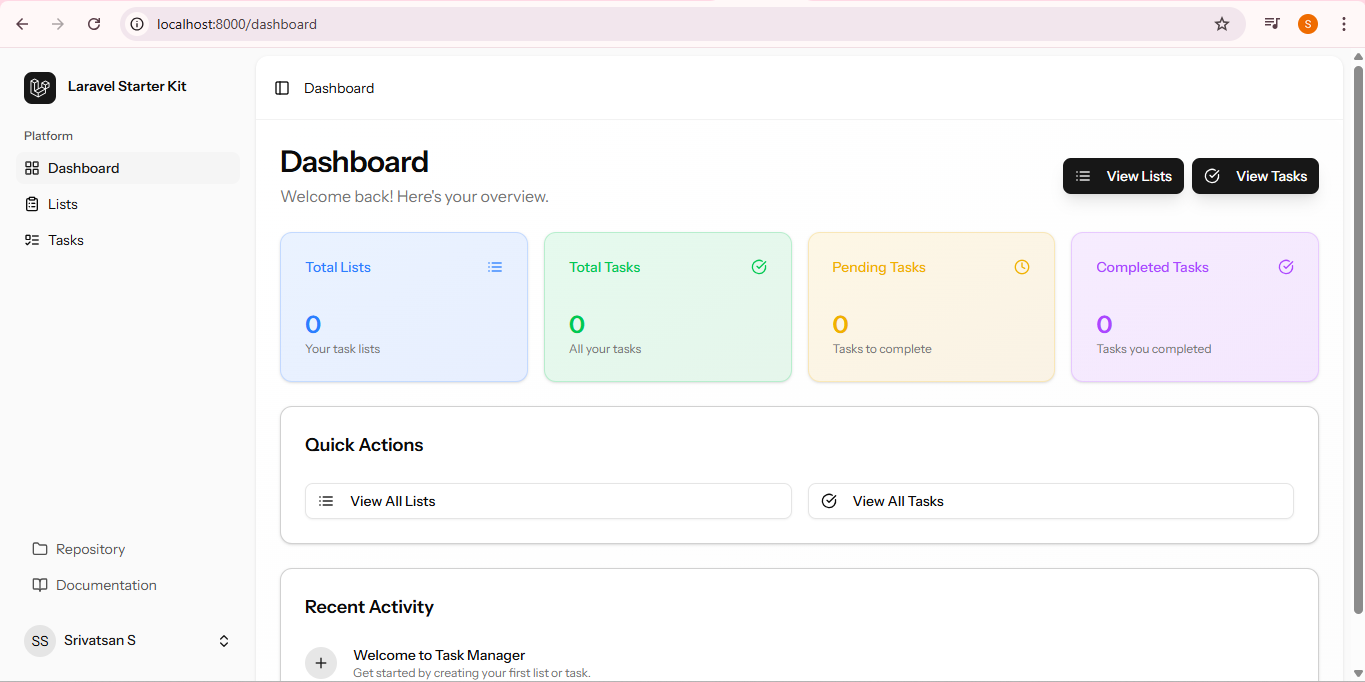 localhost:8000/dashboard
S
Laravel Starter Kit
Platform
Dashboard
Lists
Tasks
Repository
Documentation
SS
Srivatsan S
Dashboard
Dashboard
Welcome back! Here's your overview.
View Lists
View Tasks
Total Lists
0
Your task lists
Total Tasks
0
All your tasks
Pending Tasks
0
Tasks to complete
Completed Tasks
0
Tasks you completed
Quick Actions
View All Lists
View All Tasks
Recent Activity
Welcome to Task Manager
Get started by creating your first list or task.